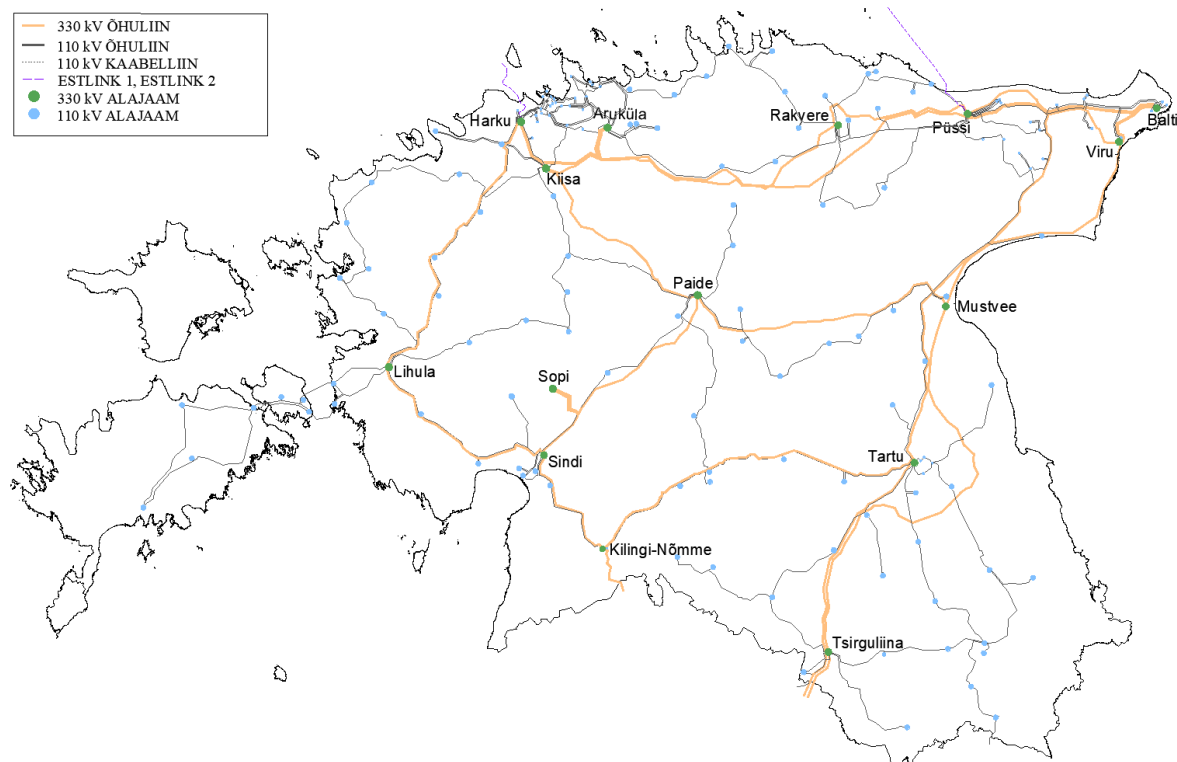 330 kV ÕHULIIN
110 kV ÕHULIIN
110 kV KAABELLIIN
ESTLINK 1, ESTLINK 2
330 kV ALAJAAM
110 kV ALAJAAM
Harku
Aruküla
Rakvere
Püssi
Balti
Viru
Kiisa
Paide
Mustvee
Lihula
Sopi
Sindi
Tartu
Kilingi-Nõmme
Tsirguliina